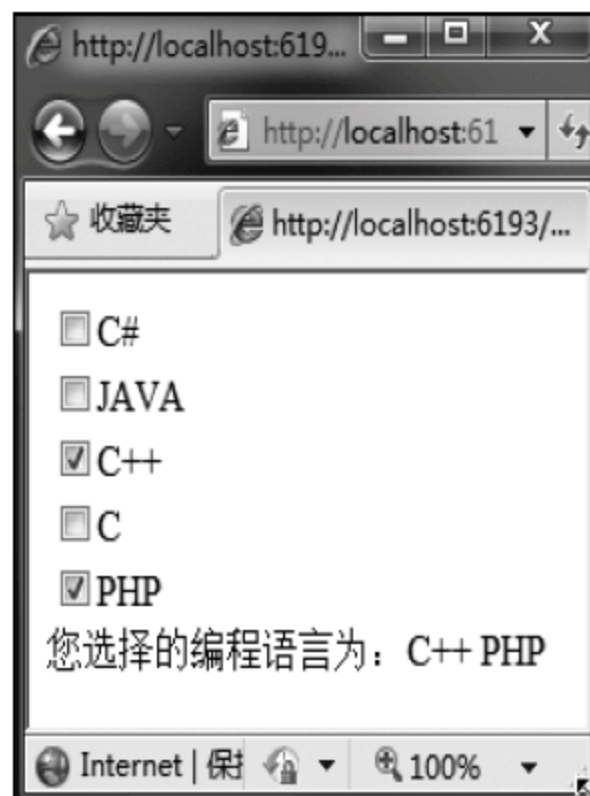 http://localhost:619...
http://localhost:61
收藏夹
http://localhost:6193/...
C#
JAVA
C++
C
PHP
您选择的编程语言为：C++ PHP
Internet | 保
100%